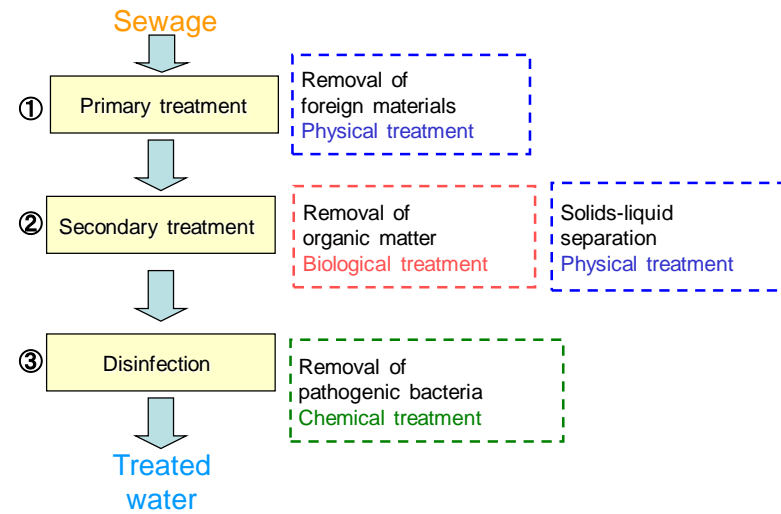 Sewage
① Primary treatment
Removal of
foreign materials
Physical treatment
② Secondary treatment
Removal of
organic matter
Biological treatment
Solids-liquid
separation
Physical treatment
③ Disinfection
Removal of
pathogenic bacteria
Chemical treatment
Treated
water